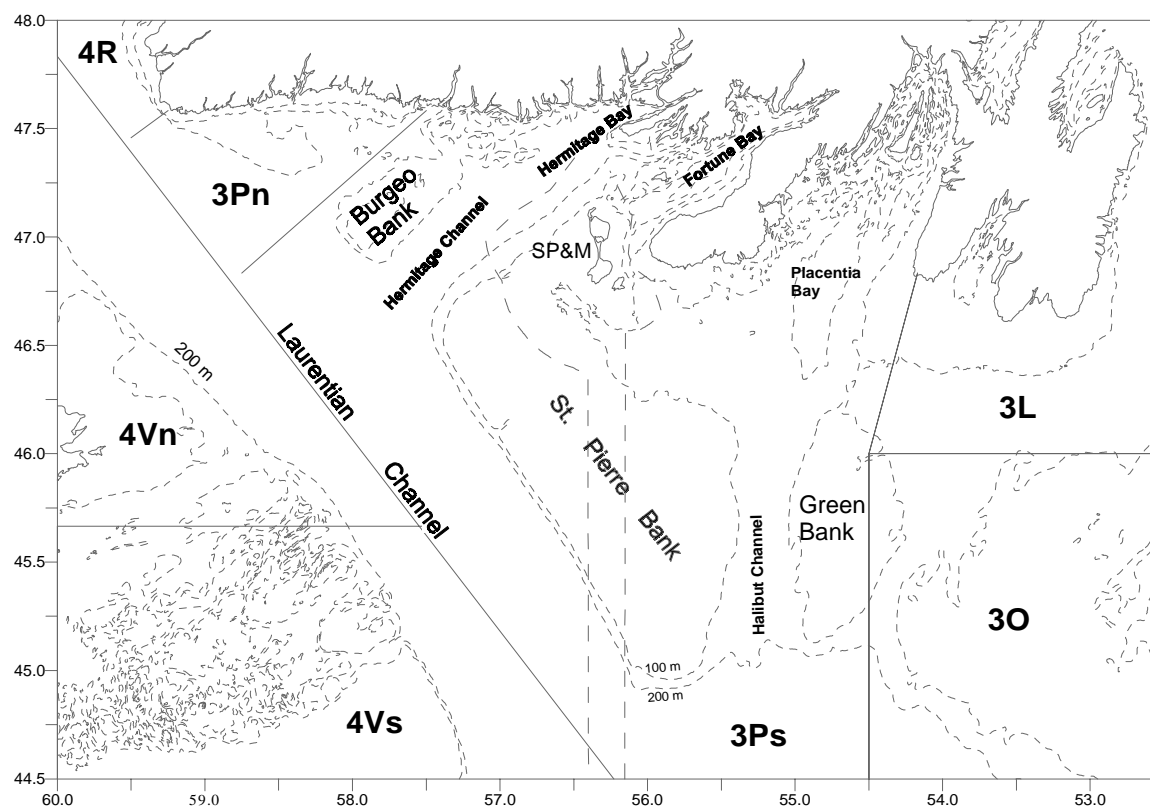 48.0
4R
47.5
Hermitage Bay
Fortune Bay
3Pn
Burgeo
Bank
47.0
Hermitage Channel
SP&M
Placentia
Bay
46.5
200 m
Laurentian
Channel
St. Pierre Bank
3L
4Vn
46.0
Green
Bank
45.5
Halibut Channel
3O
45.0
100 m
200 m
4Vs
3Ps
44.5
60.0 59.0 58.0 57.0 56.0 55.0 54.0 53.0